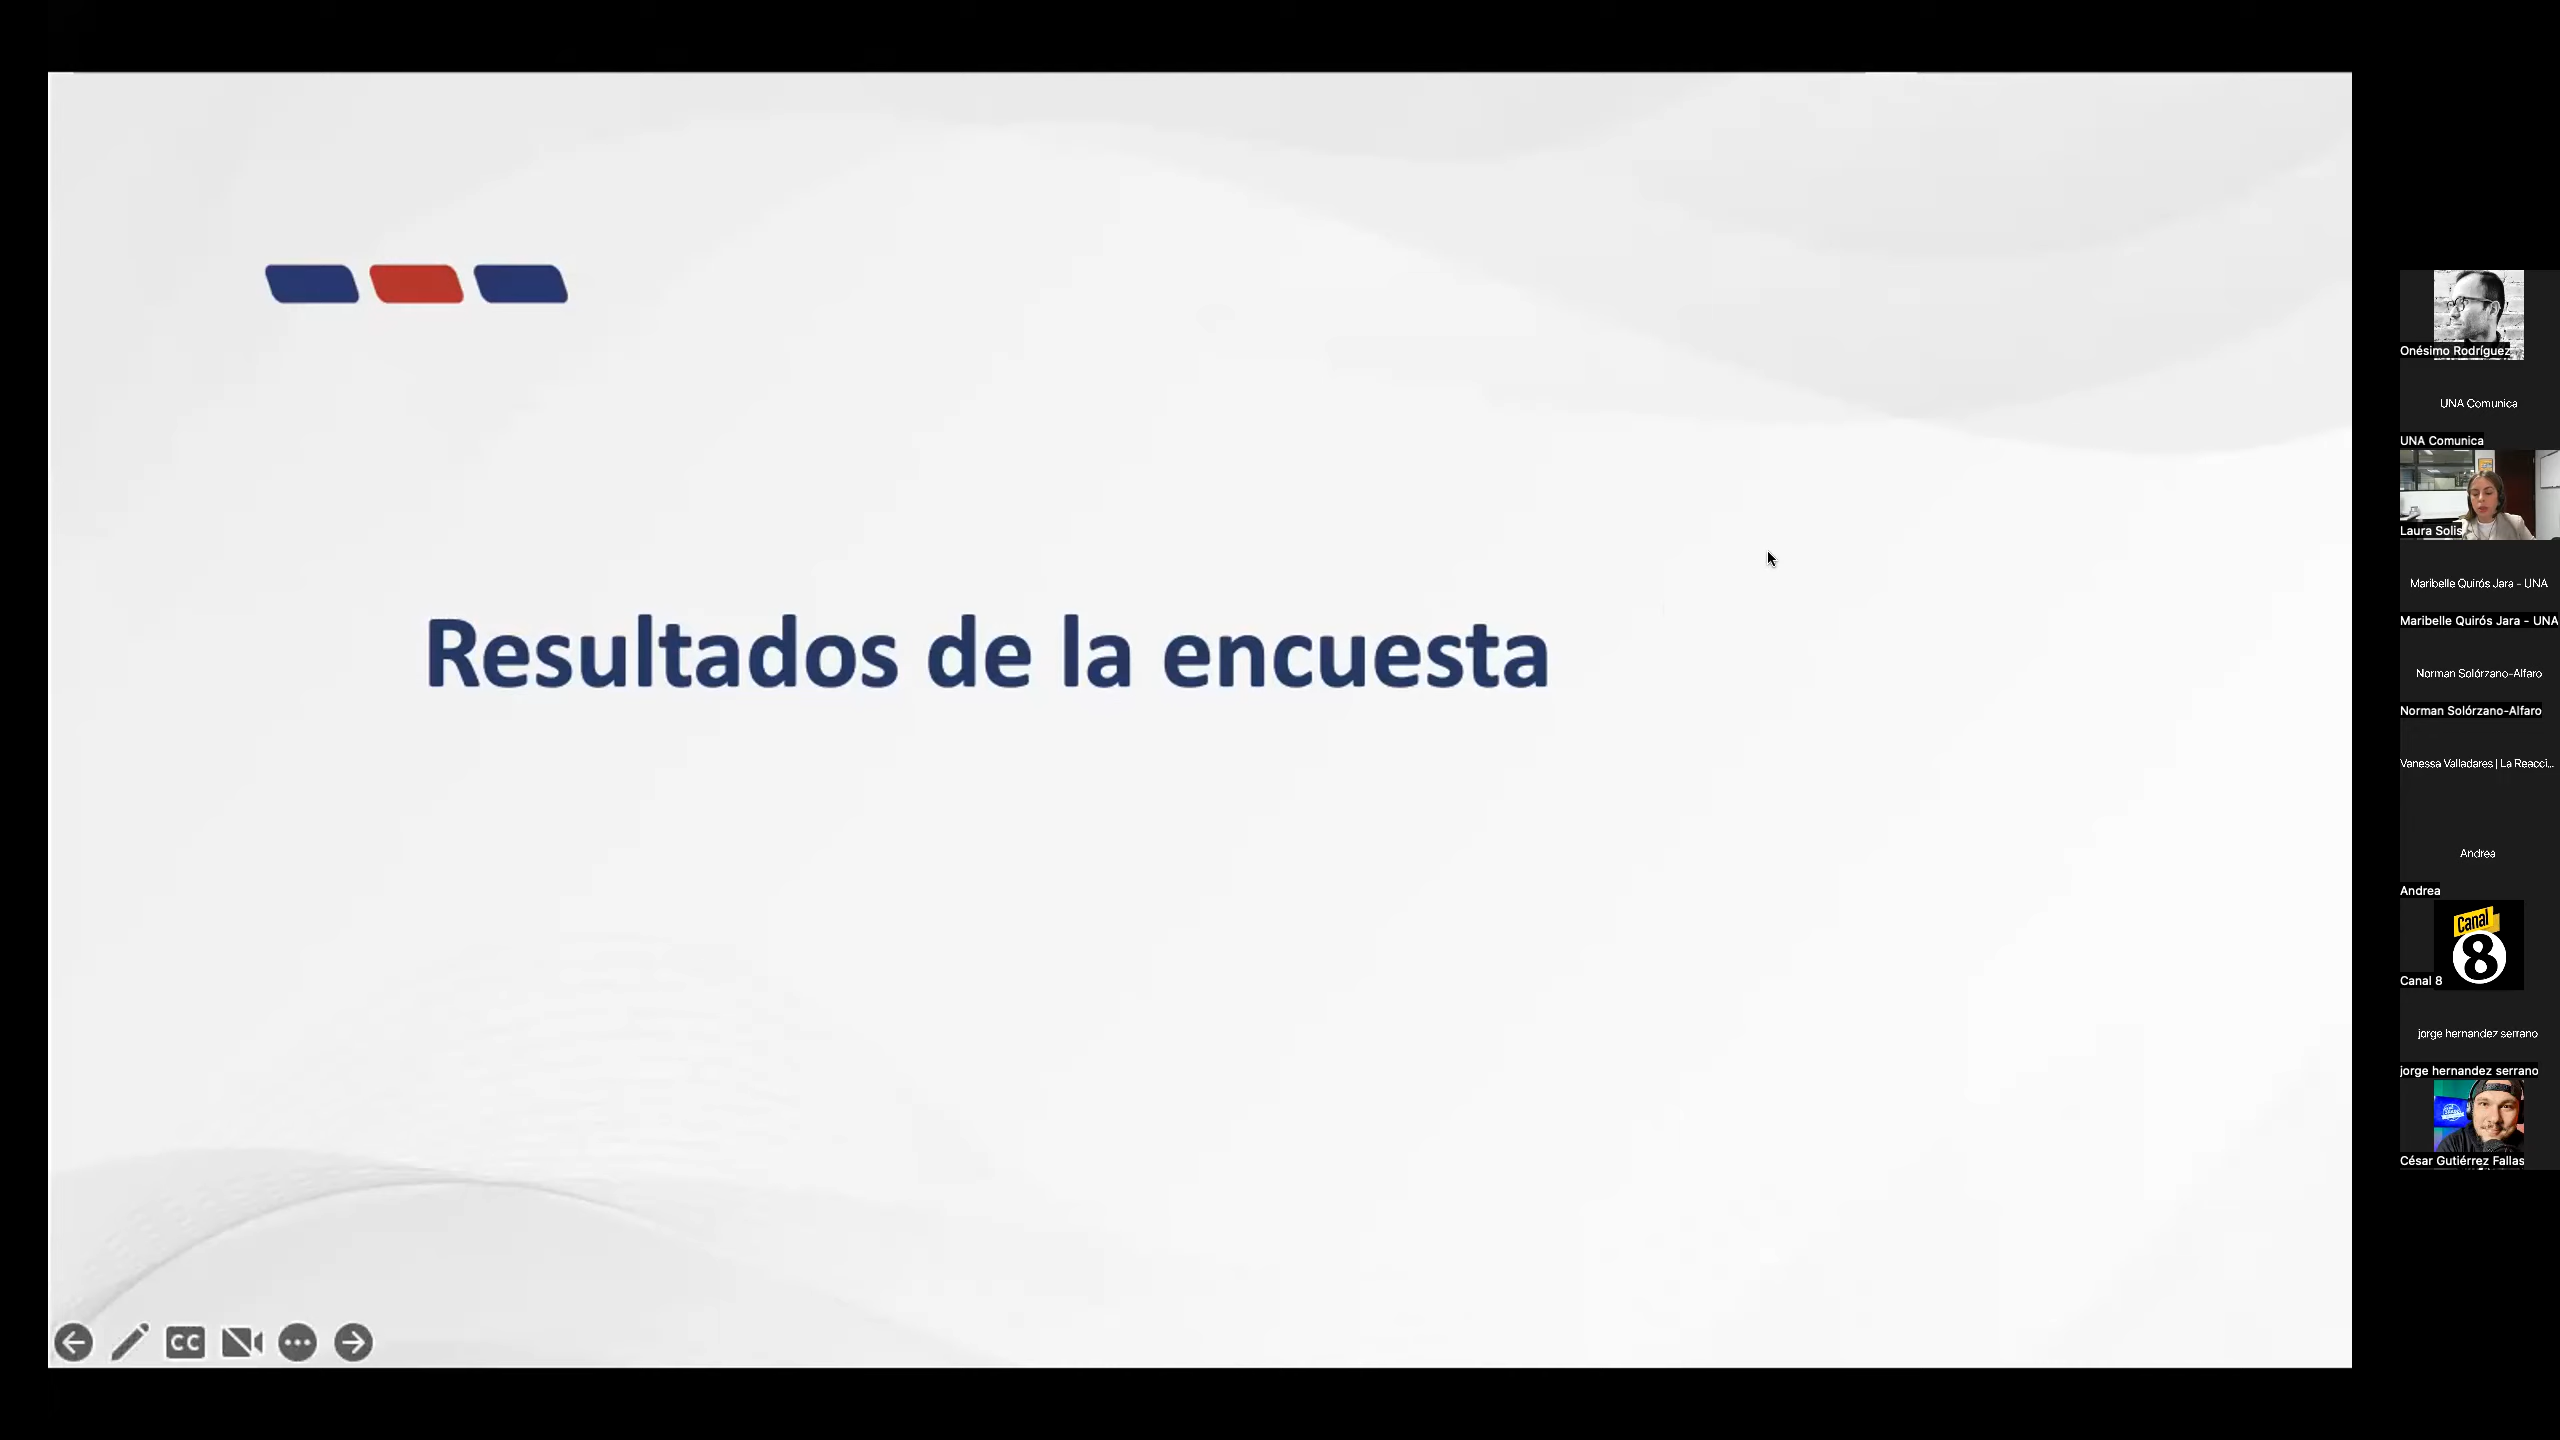 Resultados de la encuesta
CC
Onésimo Rodríguez
UNA Comunica
UNA Comunica
Laura Solis
Maribelle Quirós Jara - UNA
Maribelle Quirós Jara - UNA
Norman Solórzano-Alfaro
Norman Solórzano-Alfaro
Vanessa Valladares | La Reacci...
Andrea
Andrea
Canal
8
Canal 8
jorge hernandez serrano
jorge hernandez serrano
César Gutiérrez Fallas